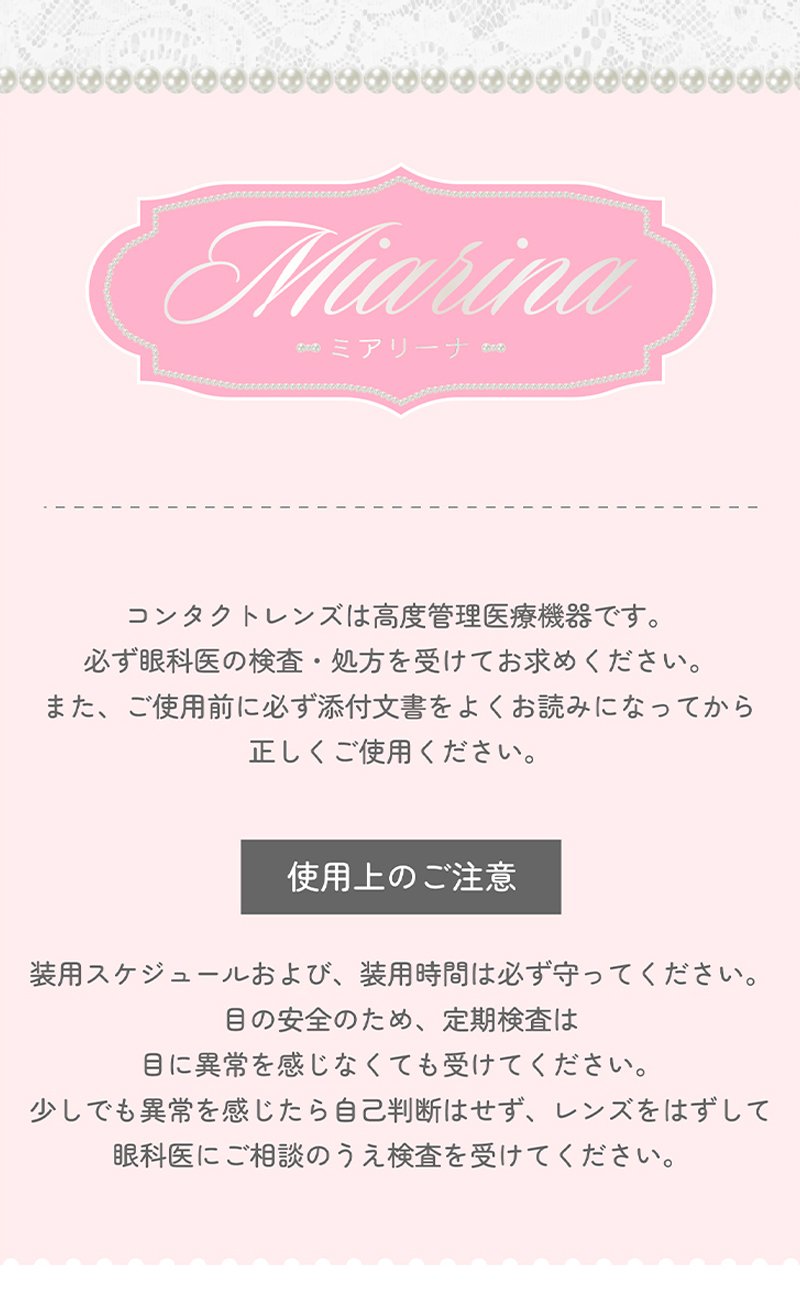 Miarina
ミアリーナ
コンタクトレンズは高度管理医療機器です。
必ず眼科医の検査・処方を受けてお求めください。
また、ご使用前に必ず添付文書をよくお読みになってから
正しくご使用ください。
使用上のご注意
装用スケジュールおよび、装用時間は必ず守ってください。
目の安全のため、定期検査は
目に異常を感じなくても受けてください。
少しでも異常を感じたら自己判断はせず、レンズをはずして
眼科医にご相談のうえ検査を受けてください。